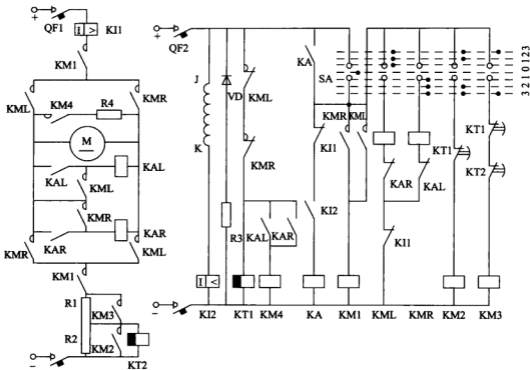 +
QF1
I >
KI1
KM1
KML
KM4
R4
KMR
M
KAL
KAL
KML
KMR
KAR
KMR
KAR
KML
KM1
R1
KM3
R2
KM2
KT2
−
+
QF2
J
VD
KML
K
KMR
R3
KAL
KAR
KA
SA
KMR
KML
KI1
KI2
KAR
KAL
KI1
KT1
KT1
KT2
3 2 1 0 1 2 3
I <
−
KI2
KT1
KM4
KA
KM1
KML
KMR
KM2
KM3